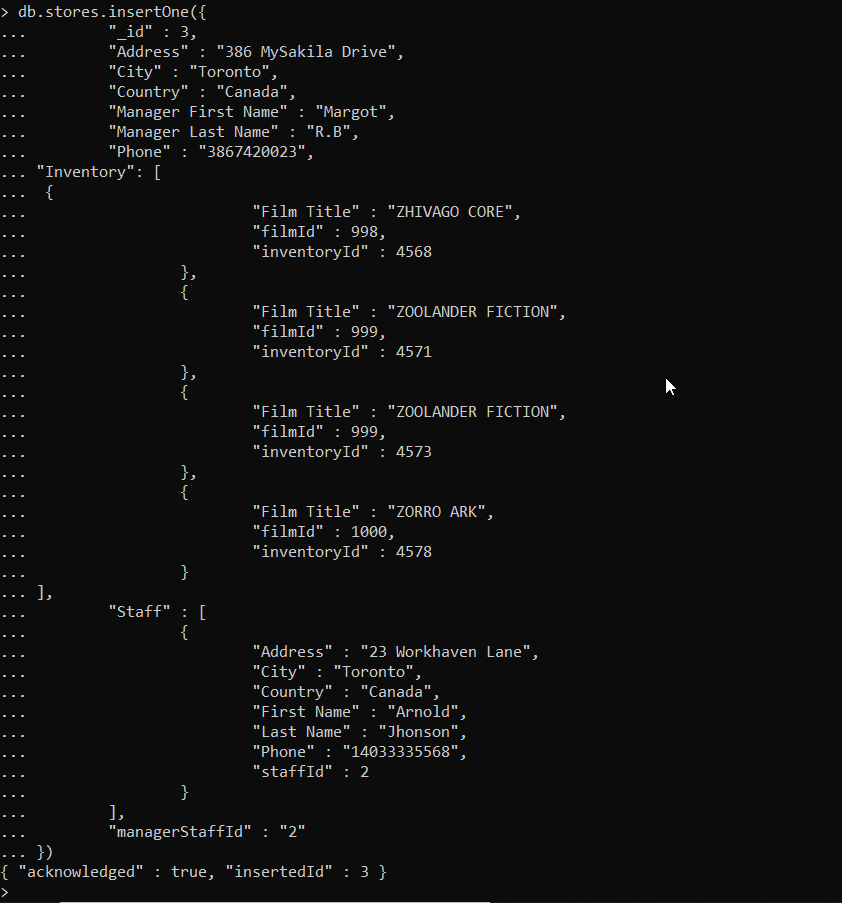 > db.stores.insertOne({
...         "_id" : 3,
...         "Address" : "386 MySakila Drive",
...         "City" : "Toronto",
...         "Country" : "Canada",
...         "Manager First Name" : "Margot",
...         "Manager Last Name" : "R.B",
...         "Phone" : "3867420023",
... "Inventory": [
...  {
...                         "Film Title" : "ZHIVAGO CORE",
...                         "filmId" : 998,
...                         "inventoryId" : 4568
...                 },
...                 {
...                         "Film Title" : "ZOOLANDER FICTION",
...                         "filmId" : 999,
...                         "inventoryId" : 4571
...                 },
...                 {
...                         "Film Title" : "ZOOLANDER FICTION",
...                         "filmId" : 999,
...                         "inventoryId" : 4573
...                 },
...                 {
...                         "Film Title" : "ZORRO ARK",
...                         "filmId" : 1000,
...                         "inventoryId" : 4578
...                 }
... ],
...         "Staff" : [
...                 {
...                         "Address" : "23 Workhaven Lane",
...                         "City" : "Toronto",
...                         "Country" : "Canada",
...                         "First Name" : "Arnold",
...                         "Last Name" : "Jhonson",
...                         "Phone" : "14033335568",
...                         "staffId" : 2
...                 }
...         ],
...         "managerStaffId" : "2"
... })
{ "acknowledged" : true, "insertedId" : 3 }
>